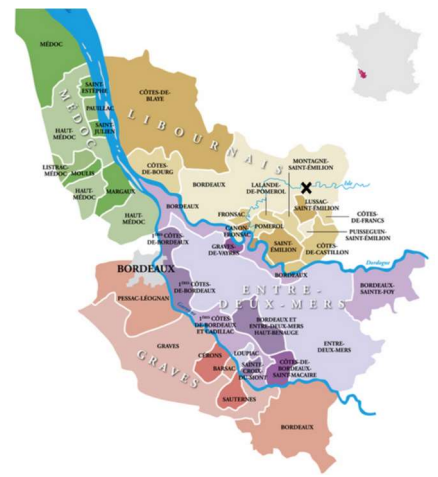 MÉDOC
SAINT-
ESTÈPHE
PAUILLAC
SAINT-
JULIEN
MÉDOC
HAUT-
MÉDOC
LISTRAC-
MÉDOC
MOULIS
HAUT-
MÉDOC
MARGAUX
HAUT-
MÉDOC
CÔTES-DE-
BLAYE
LIBOURNAIS
CÔTES-
DE-BOURG
BORDEAUX
MONTAGNE-
SAINT-ÉMILION
LALANDE-
DE-POMEROL
Isle
LUSSAC-
SAINT-ÉMILION
CÔTES-
DE-FRANCS
PUISSEGUIN-
SAINT-ÉMILION
BORDEAUX
FRONSAC
CANON-
FRONSAC
POMEROL
SAINT-
ÉMILION
CÔTES-
DE-CASTILLON
GRAVES-
DE-VAYRES
BORDEAUX
Dordogne
1ÈRES CÔTES-
DE-BORDEAUX
BORDEAUX
PESSAC-LÉOGNAN
1ÈRES CÔTES-
DE-BORDEAUX
ENTRE-
DEUX-MERS
BORDEAUX-
SAINTE-FOY
1ÈRES CÔTES-
DE-BORDEAUX
ET CADILLAC
BORDEAUX ET
ENTRE-DEUX-MERS
HAUT-BENAUGE
ENTRE-
DEUX-MERS
GRAVES
GRAVES
CÉRONS
BARSAC
LOUPIAC
SAINTE-
CROIX-
DU-MONT
CÔTES-DE-
BORDEAUX-
SAINT-MACAIRE
SAUTERNES
BORDEAUX